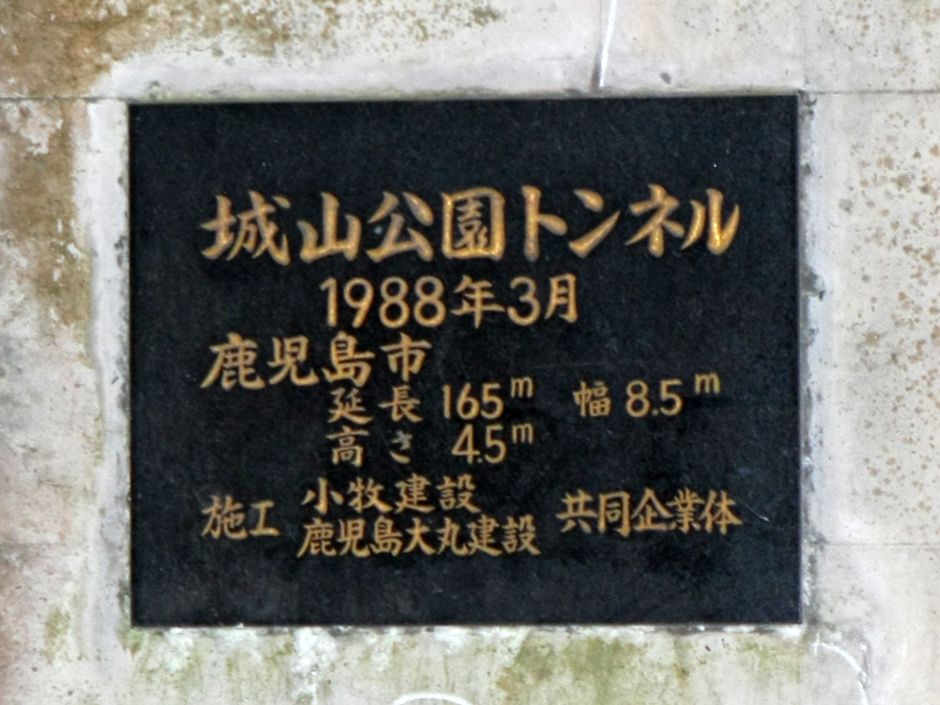 城山公園トンネル
1988年3月
鹿児島市
延長 165m 幅 8.5m
高さ 4.5m
施工 小牧建設 共同企業体
鹿児島大丸建設